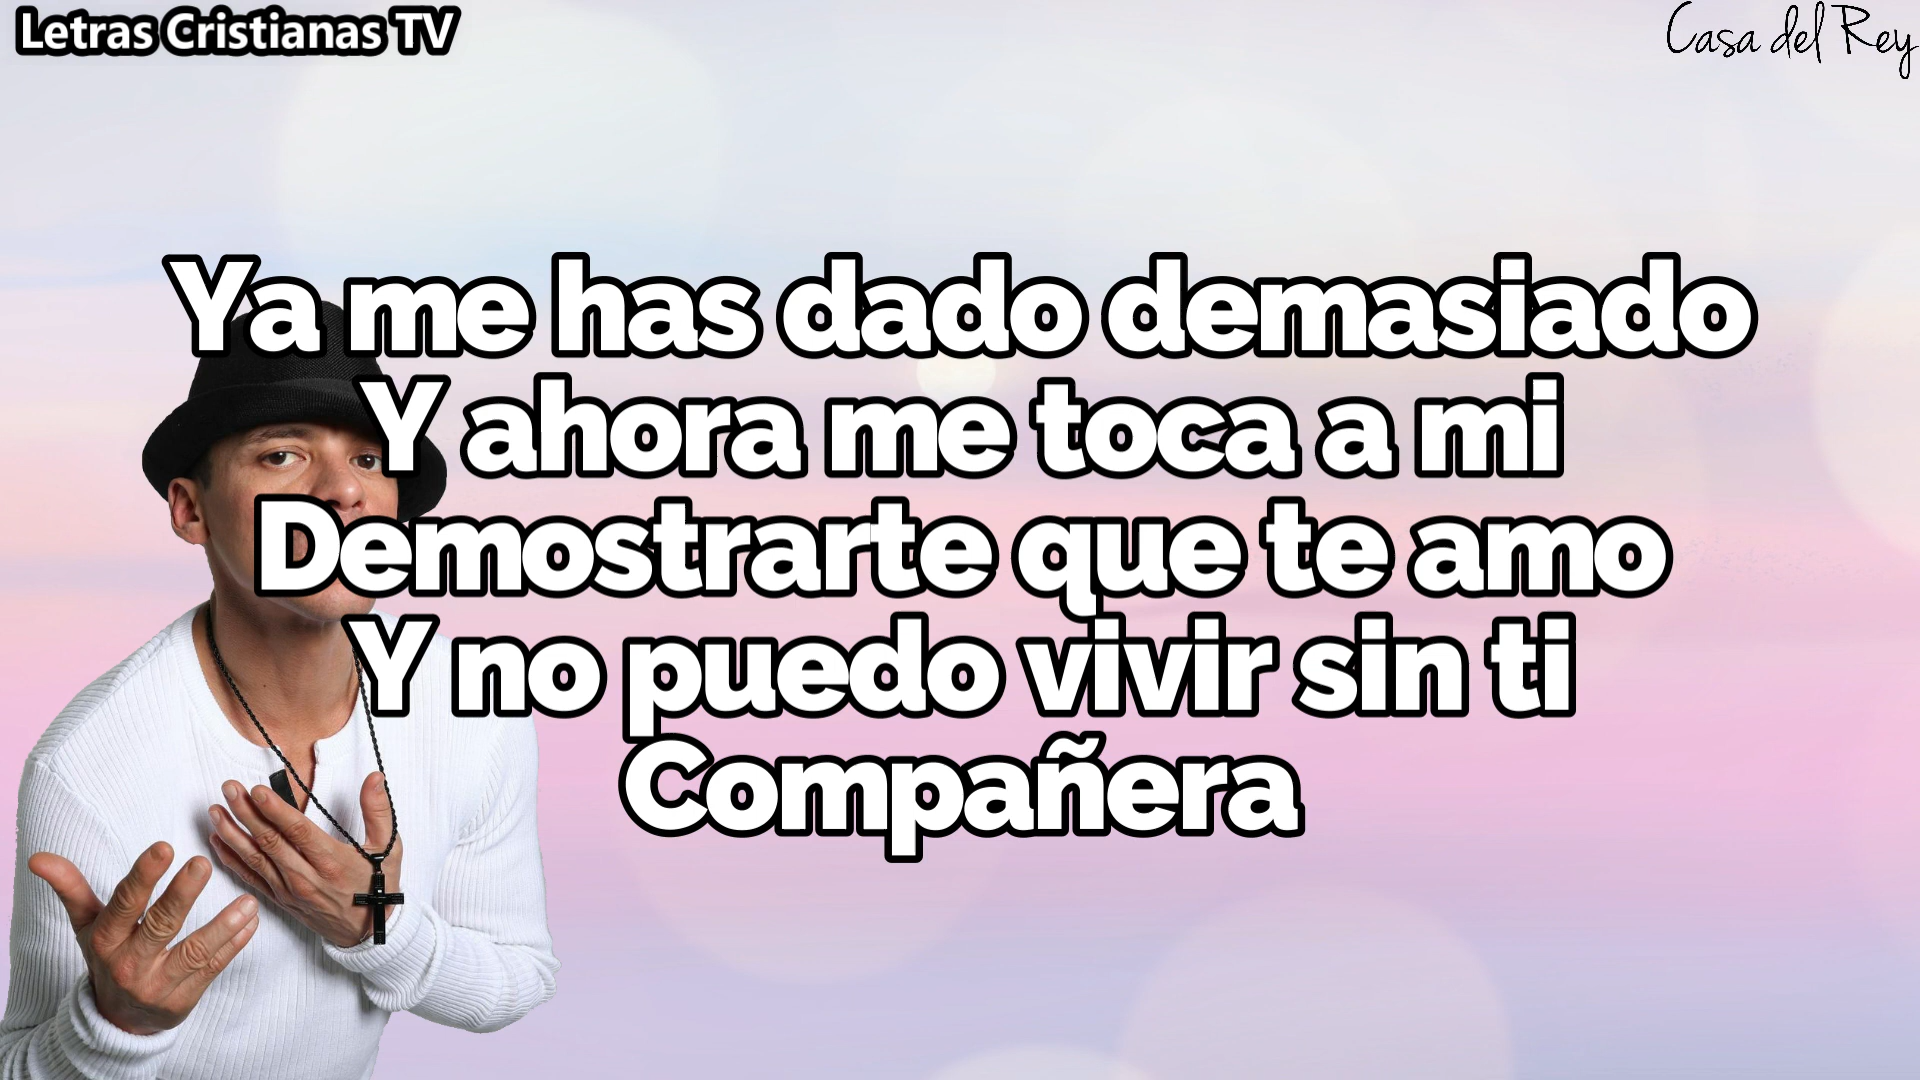 Letras Cristianas TV
Casa del Rey
Ya me has dado demasiado
Y ahora me toca a mi
Demostrarte que te amo
Y no puedo vivir sin ti
Compañera